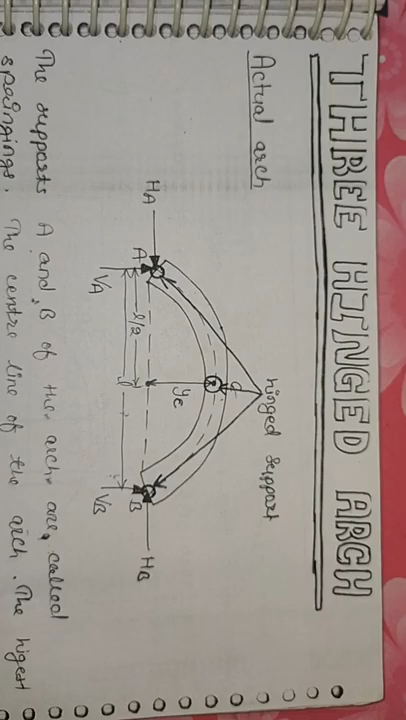 THREE HINGED ARCH
Actual arch
hinged support
C
yc
HA
A
VA
l/2
l
B
VB
HB
The supports A and B of the arch are called
spaingings. The centre line of the arch. The higest